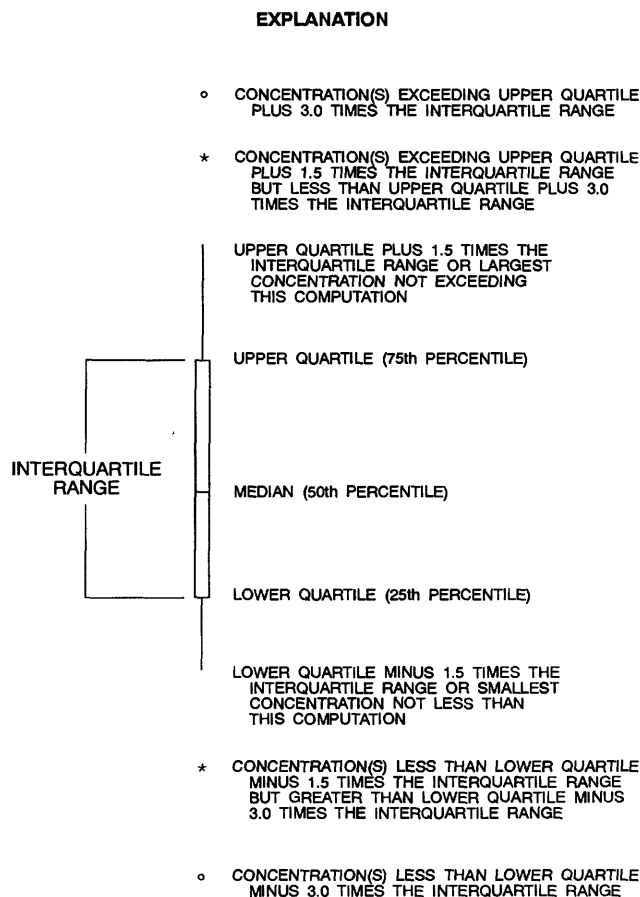 EXPLANATION
o CONCENTRATION(S) EXCEEDING UPPER QUARTILE
PLUS 3.0 TIMES THE INTERQUARTILE RANGE
* CONCENTRATION(S) EXCEEDING UPPER QUARTILE
PLUS 1.5 TIMES THE INTERQUARTILE RANGE
BUT LESS THAN UPPER QUARTILE PLUS 3.0
TIMES THE INTERQUARTILE RANGE
UPPER QUARTILE PLUS 1.5 TIMES THE
INTERQUARTILE RANGE OR LARGEST
CONCENTRATION NOT EXCEEDING
THIS COMPUTATION
UPPER QUARTILE (75th PERCENTILE)
INTERQUARTILE
RANGE
MEDIAN (50th PERCENTILE)
LOWER QUARTILE (25th PERCENTILE)
LOWER QUARTILE MINUS 1.5 TIMES THE
INTERQUARTILE RANGE OR SMALLEST
CONCENTRATION NOT LESS THAN
THIS COMPUTATION
* CONCENTRATION(S) LESS THAN LOWER QUARTILE
MINUS 1.5 TIMES THE INTERQUARTILE RANGE
BUT GREATER THAN LOWER QUARTILE MINUS
3.0 TIMES THE INTERQUARTILE RANGE
o CONCENTRATION(S) LESS THAN LOWER QUARTILE
MINUS 3.0 TIMES THE INTERQUARTILE RANGE